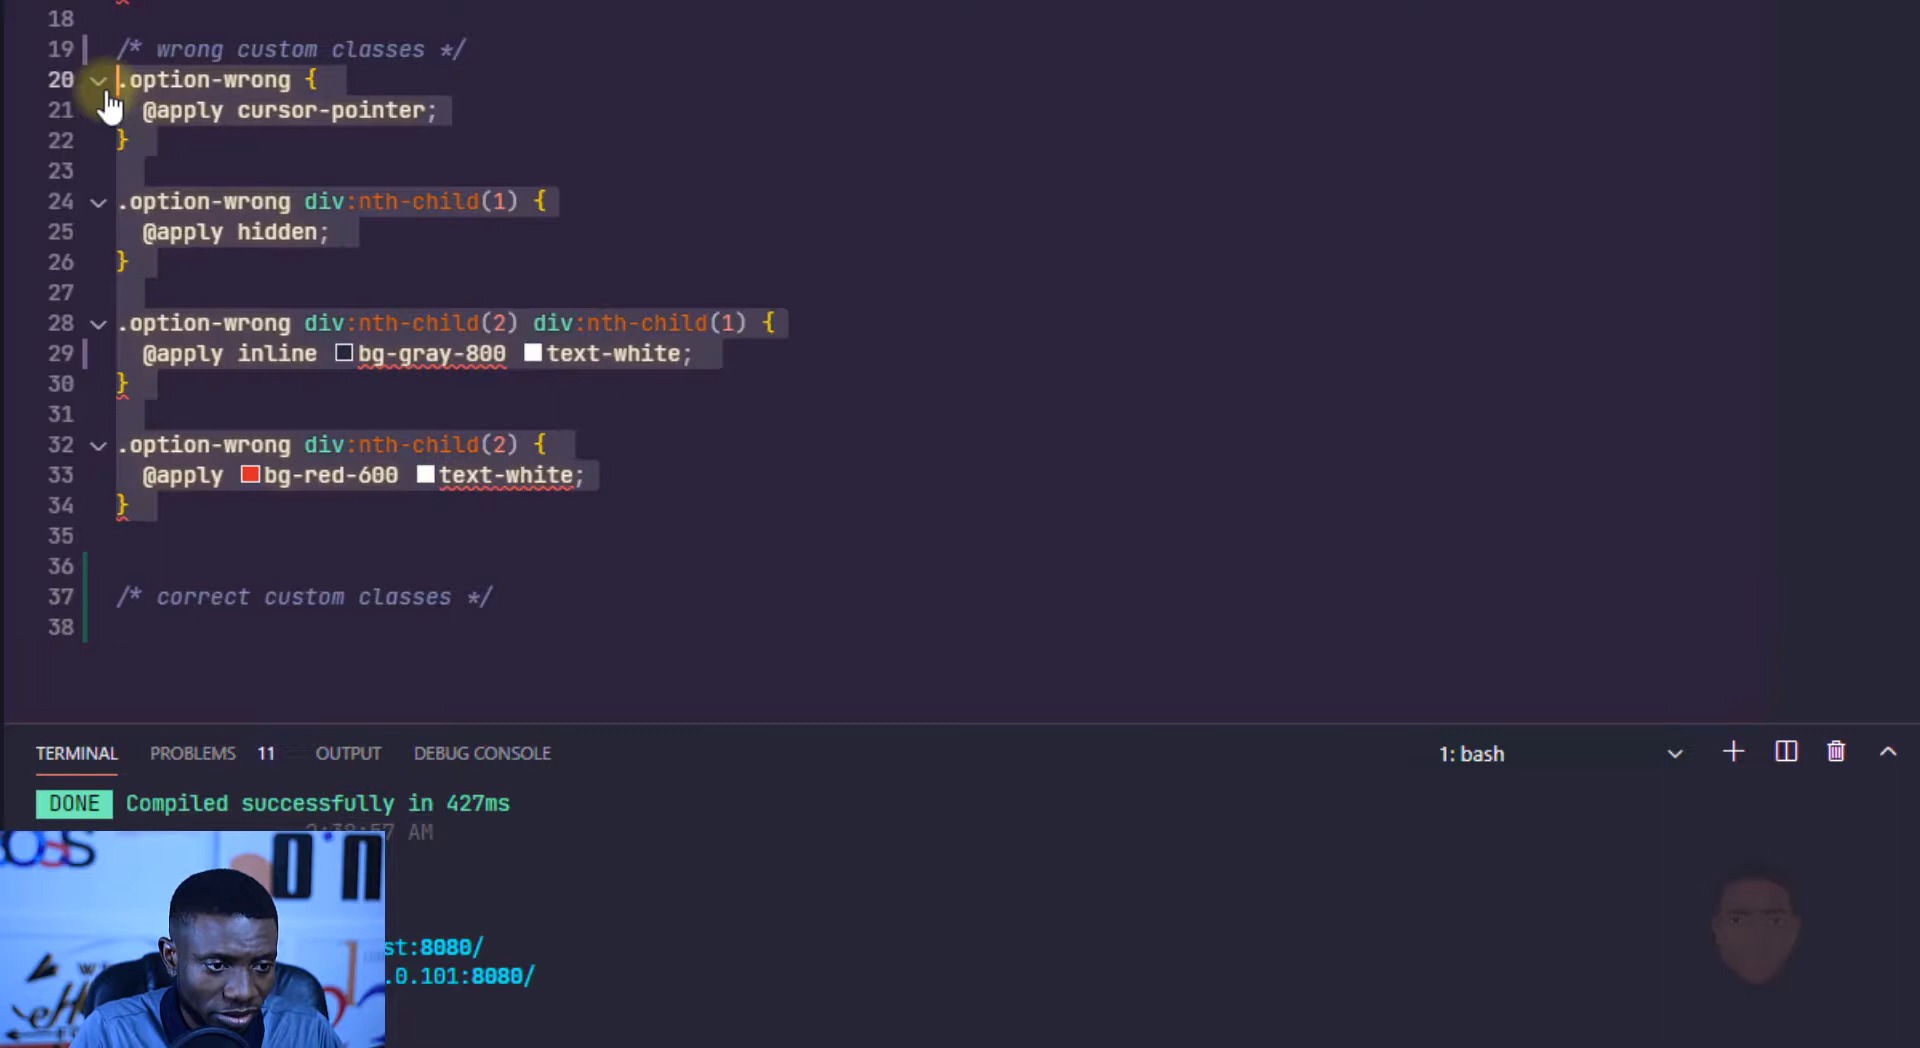 18
19 /* wrong custom classes */
20 .option-wrong {
21 @apply cursor-pointer;
22 }
23
24 .option-wrong div:nth-child(1) {
25 @apply hidden;
26 }
27
28 .option-wrong div:nth-child(2) div:nth-child(1) {
29 @apply inline bg-gray-800 text-white;
30 }
31
32 .option-wrong div:nth-child(2) {
33 @apply bg-red-600 text-white;
34 }
35
36
37 /* correct custom classes */
38
TERMINAL PROBLEMS 11 OUTPUT DEBUG CONSOLE 1: bash
DONE Compiled successfully in 427ms
AM
st:8080/
.0.101:8080/